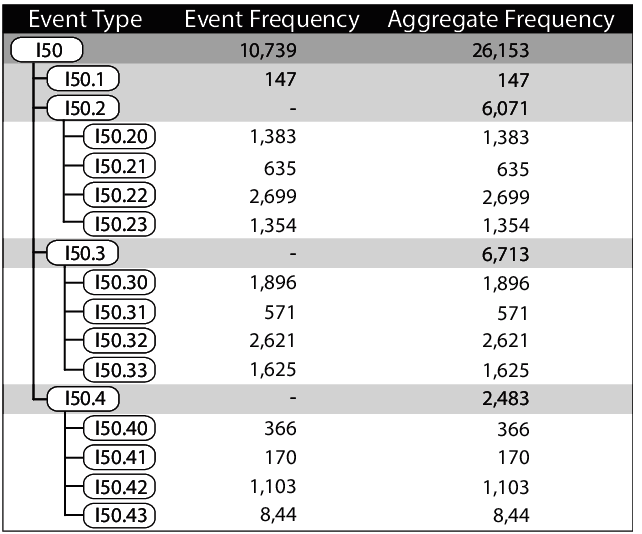 Event Type Event Frequency Aggregate Frequency
I50 10,739 26,153
I50.1 147 147
I50.2 - 6,071
I50.20 1,383 1,383
I50.21 635 635
I50.22 2,699 2,699
I50.23 1,354 1,354
I50.3 - 6,713
I50.30 1,896 1,896
I50.31 571 571
I50.32 2,621 2,621
I50.33 1,625 1,625
I50.4 - 2,483
I50.40 366 366
I50.41 170 170
I50.42 1,103 1,103
I50.43 8,44 8,44